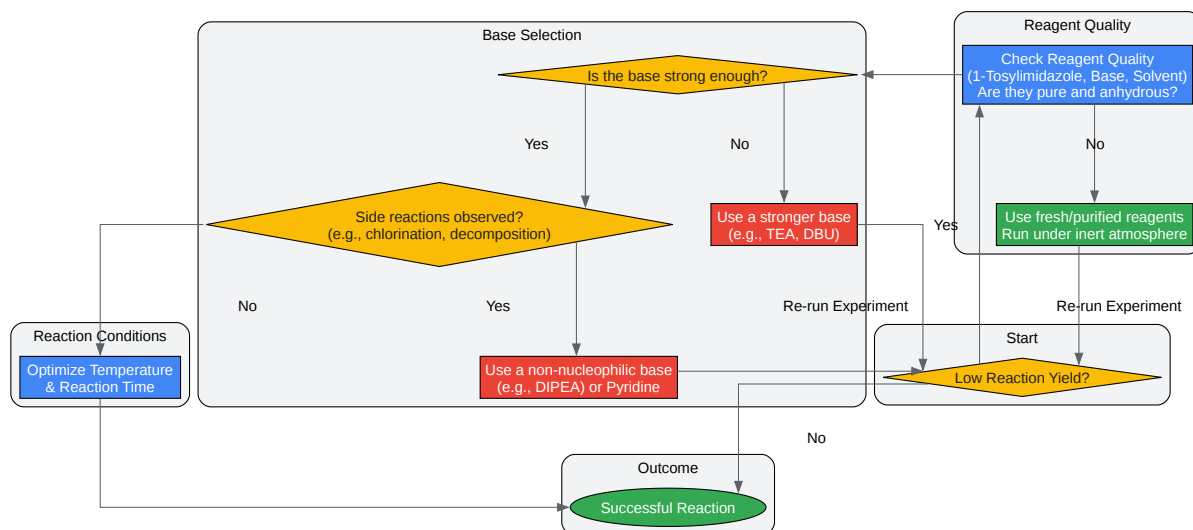 Reagent Quality
Base Selection
Check Reagent Quality
(1-Tosylimidazole, Base, Solvent)
Are they pure and anhydrous?
Is the base strong enough?
Yes
No
No
Side reactions observed?
(e.g., chlorination, decomposition)
Use a stronger base
(e.g., TEA, DBU)
Yes
Use fresh/purified reagents
Run under inert atmosphere
No
Yes
Re-run Experiment
Re-run Experiment
Reaction Conditions
Start
Optimize Temperature
& Reaction Time
Use a non-nucleophilic base
(e.g., DIPEA) or Pyridine
Low Reaction Yield?
No
Outcome
Successful Reaction